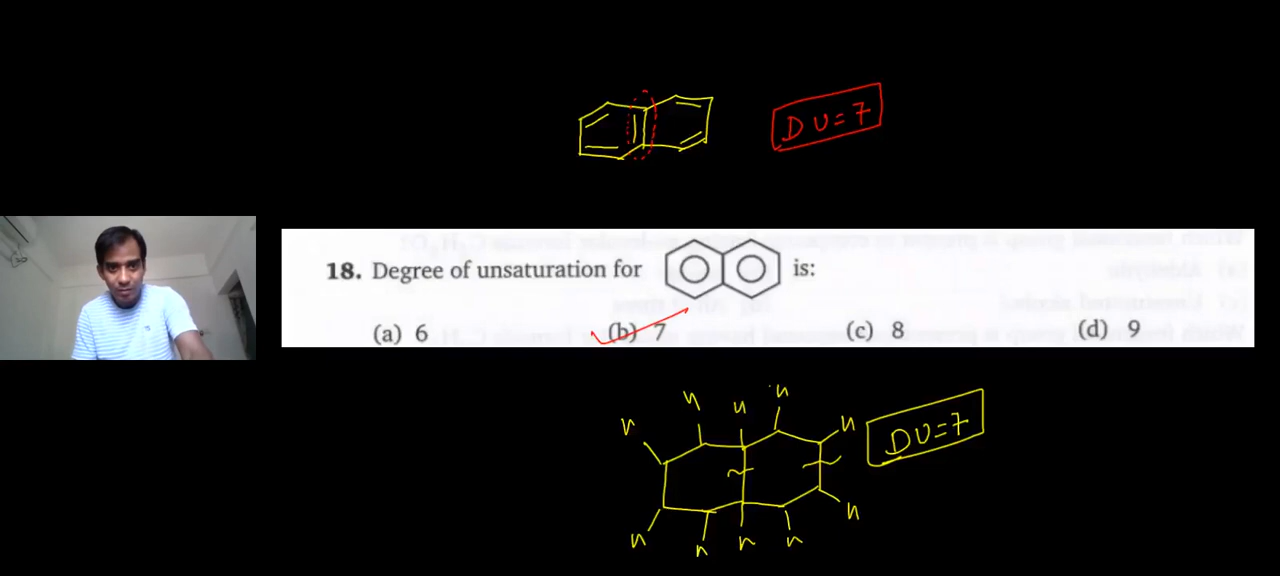 DU=7
18. Degree of unsaturation for is:
(a) 6 (b) 7 (c) 8 (d) 9
n n n n n
DU=7
n n n n n